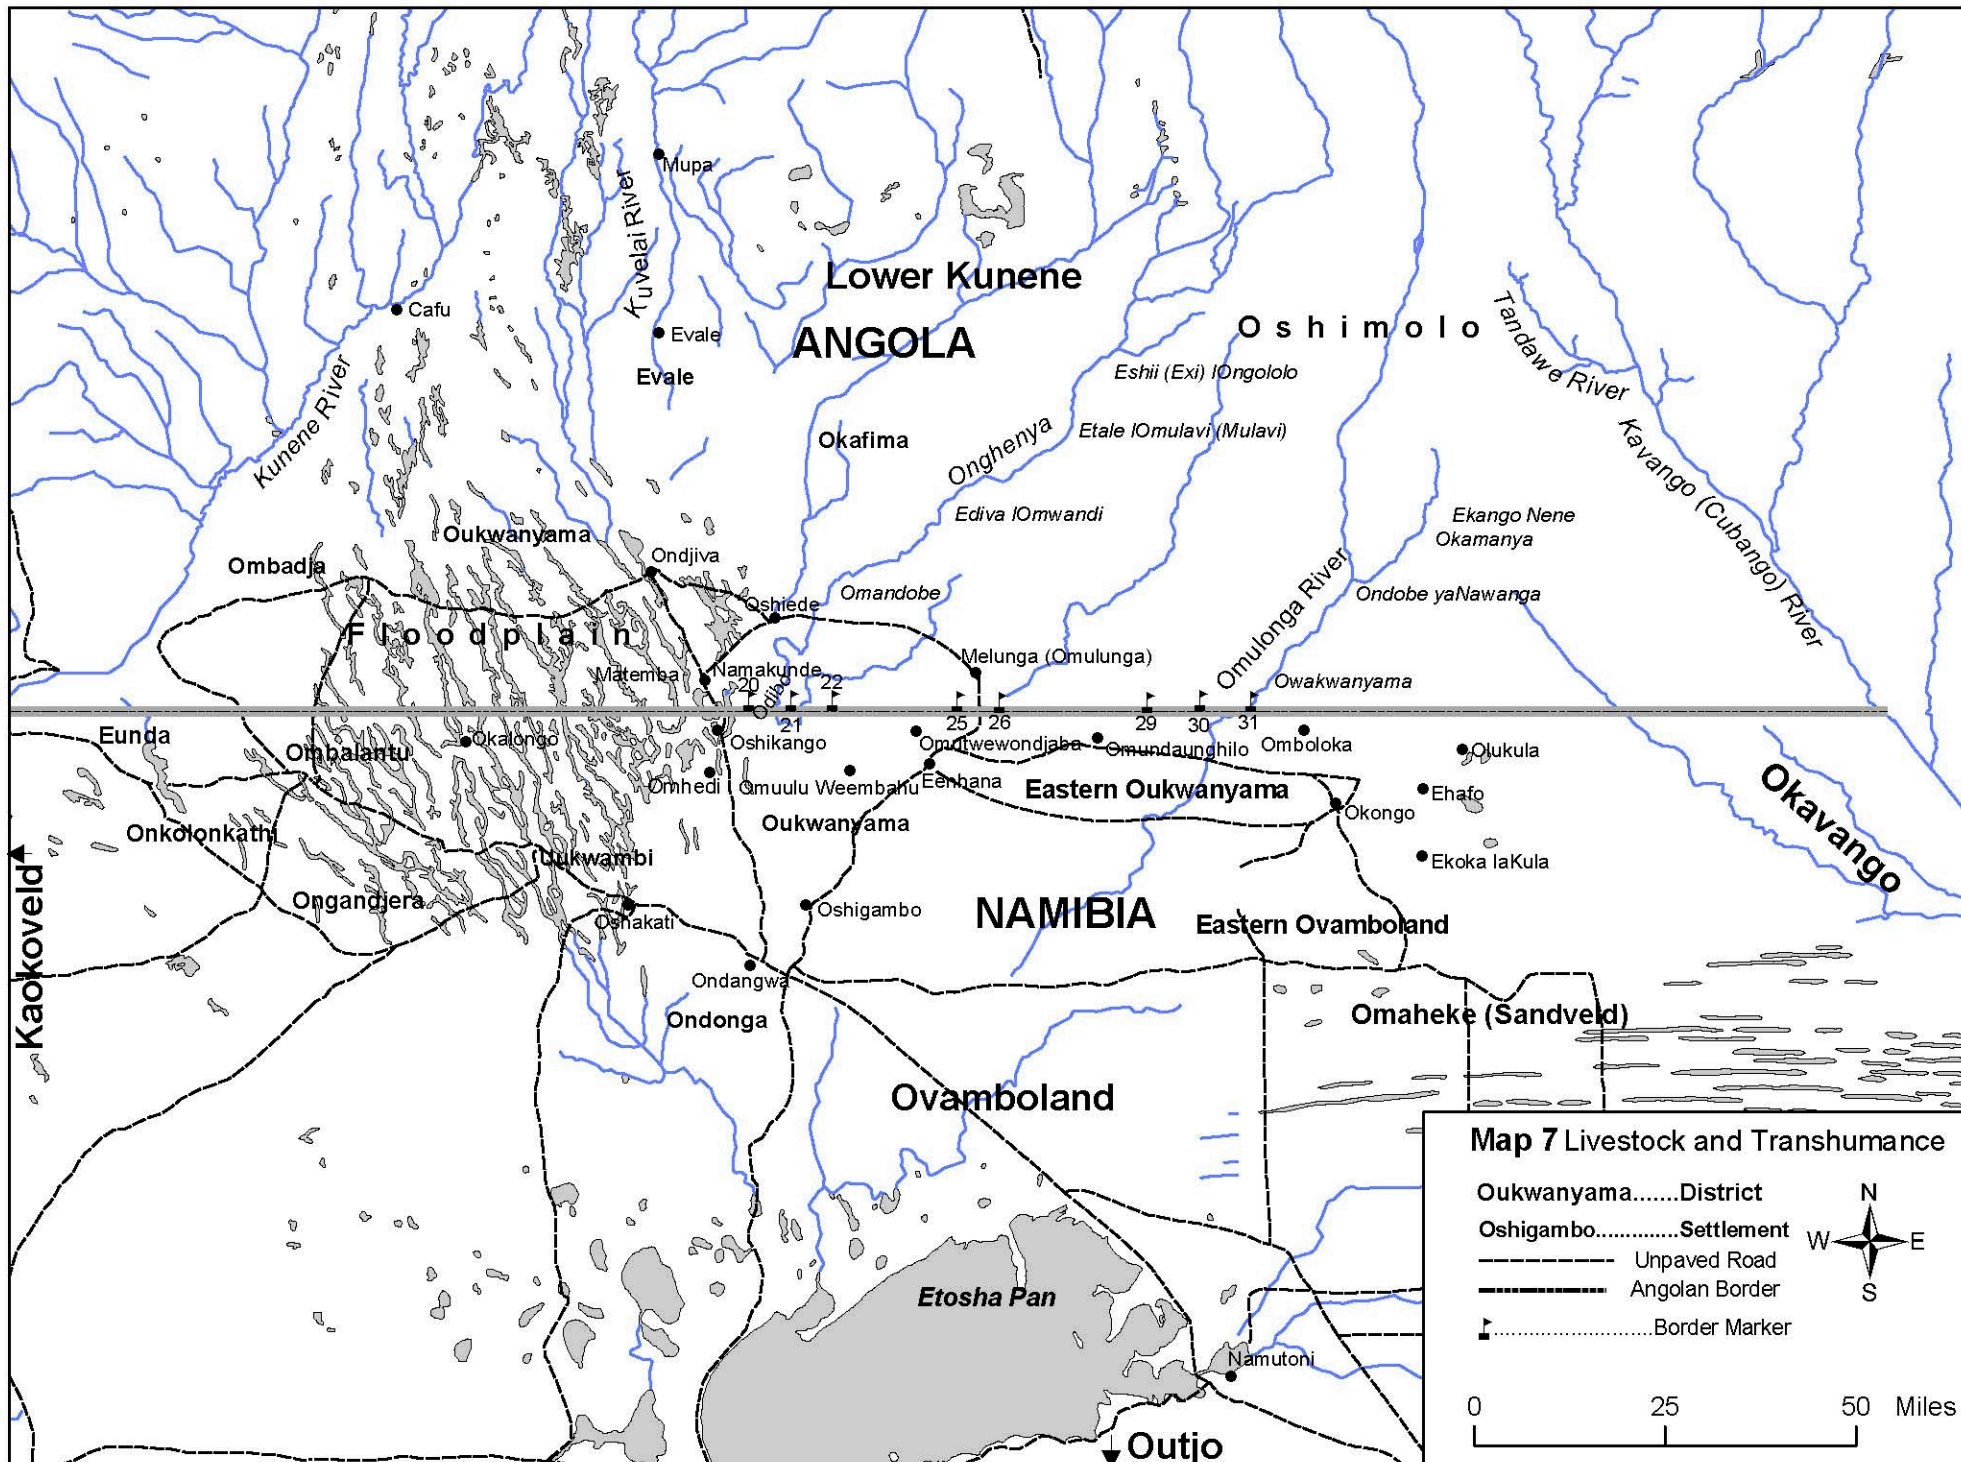 Mupa
Kuvelai River
Lower Kunene
Cafu
Evale
ANGOLA
Oshimolo
Tandawe River
Evale
Eshii (Exi) lOngololo
Kunene River
Okafima
Onghenya
Etale lOmulavi (Mulavi)
Kavango (Cubango) River
Ediva lOmwandi
Ekango Nene
Okamanya
Oukwanyama
Ombadja
Ondjiva
Oshiede
Omandobe
Omulonga River
Ondobe yaNawanga
Floodplain
Matemba
Namakunde
Melunga (Omulunga)
Owakwanyama
20
Odibo
22
21
25
26
29
30
31
Eunda
Ombalantu
Okalongo
Oshikango
Omutwewondjaba
Omundaunghilo
Omboloka
Olukula
Omhedi
Omuulu Weembahu
Eenhana
Eastern Oukwanyama
Ehafo
Okongo
Okavango
Oukwanyama
Onkolonkathi
Uukwambi
Ekoka laKula
Ongandjera
Oshakati
Oshigambo
NAMIBIA
Eastern Ovamboland
Kaokoveld
Ondangwa
Ondonga
Omaheke (Sandveld)
Ovamboland
Etosha Pan
Namutoni
Outjo
Map 7 Livestock and Transhumance
Oukwanyama.......District
Oshigambo.............Settlement
Unpaved Road
Angolan Border
........................Border Marker
N
W
E
S
0 25 50 Miles